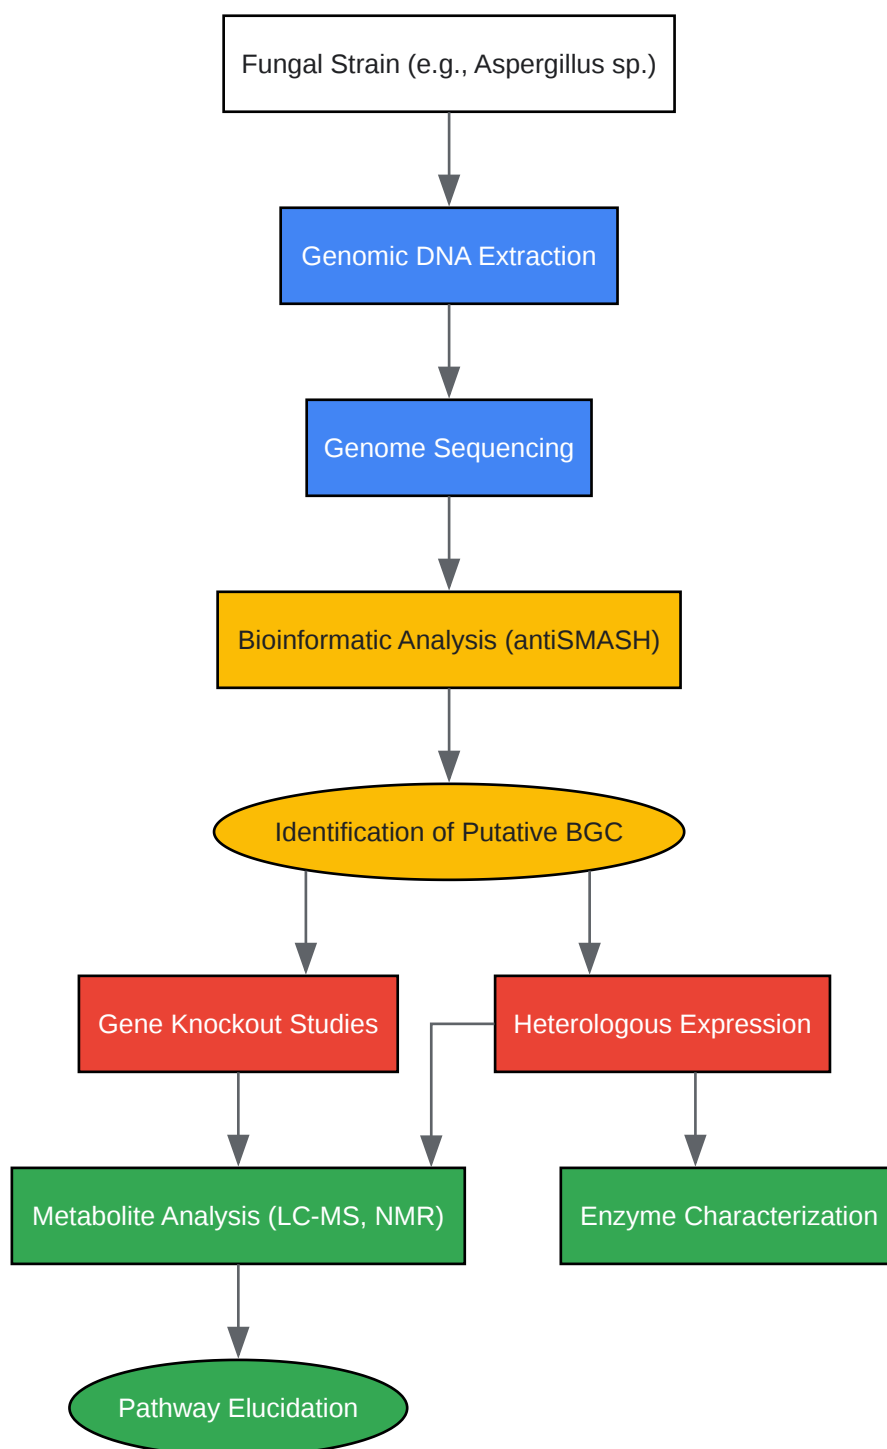 Fungal Strain (e.g., Aspergillus sp.)
Genomic DNA Extraction
Genome Sequencing
Bioinformatic Analysis (antiSMASH)
Identification of Putative BGC
Gene Knockout Studies
Heterologous Expression
Metabolite Analysis (LC-MS, NMR)
Enzyme Characterization
Pathway Elucidation